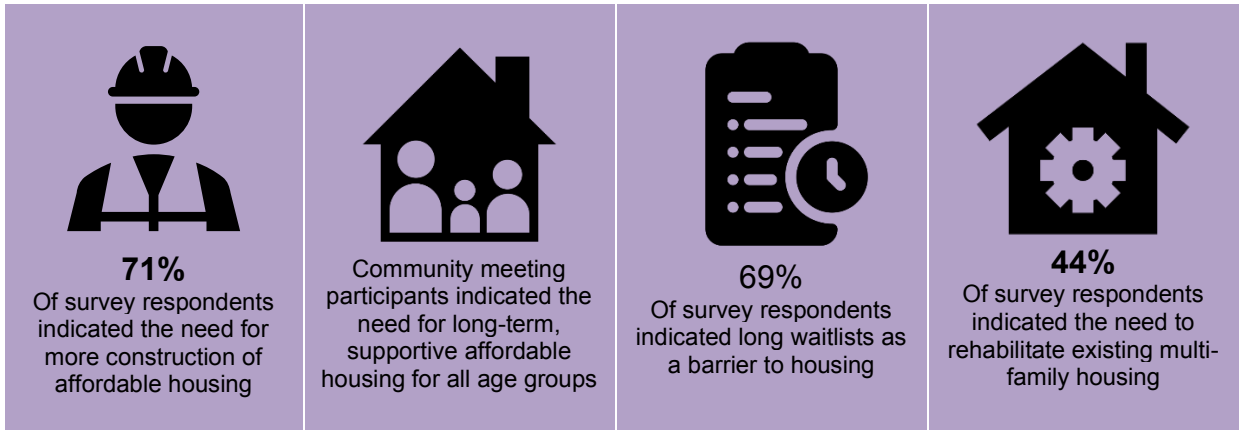 71%
Of survey respondents
indicated the need for
more construction of
affordable housing
Community meeting
participants indicated the
need for long-term,
supportive affordable
housing for all age groups
69%
Of survey respondents
indicated long waitlists as
a barrier to housing
44%
Of survey respondents
indicated the need to
rehabilitate existing multi-
family housing